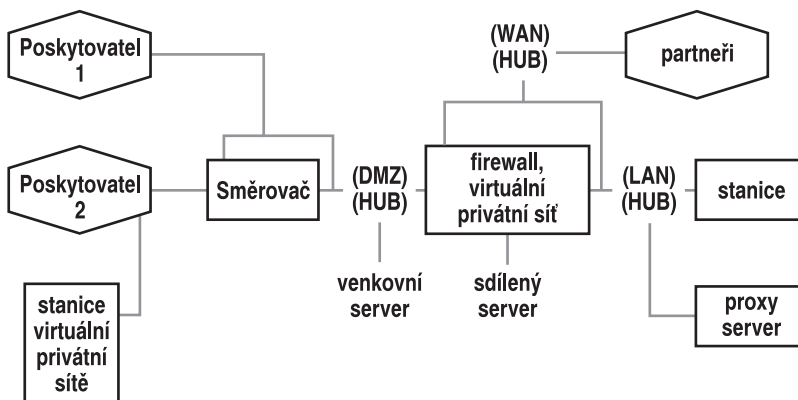 Poskytovatel
1
(WAN)
(HUB)
partneři
Poskytovatel
2
Směrovač
(DMZ)
(HUB)
firewall,
virtuální
privátní síť
(LAN)
(HUB)
stanice
venkovní
server
sdílený
server
stanice
virtuální
privátní
sítě
proxy
server